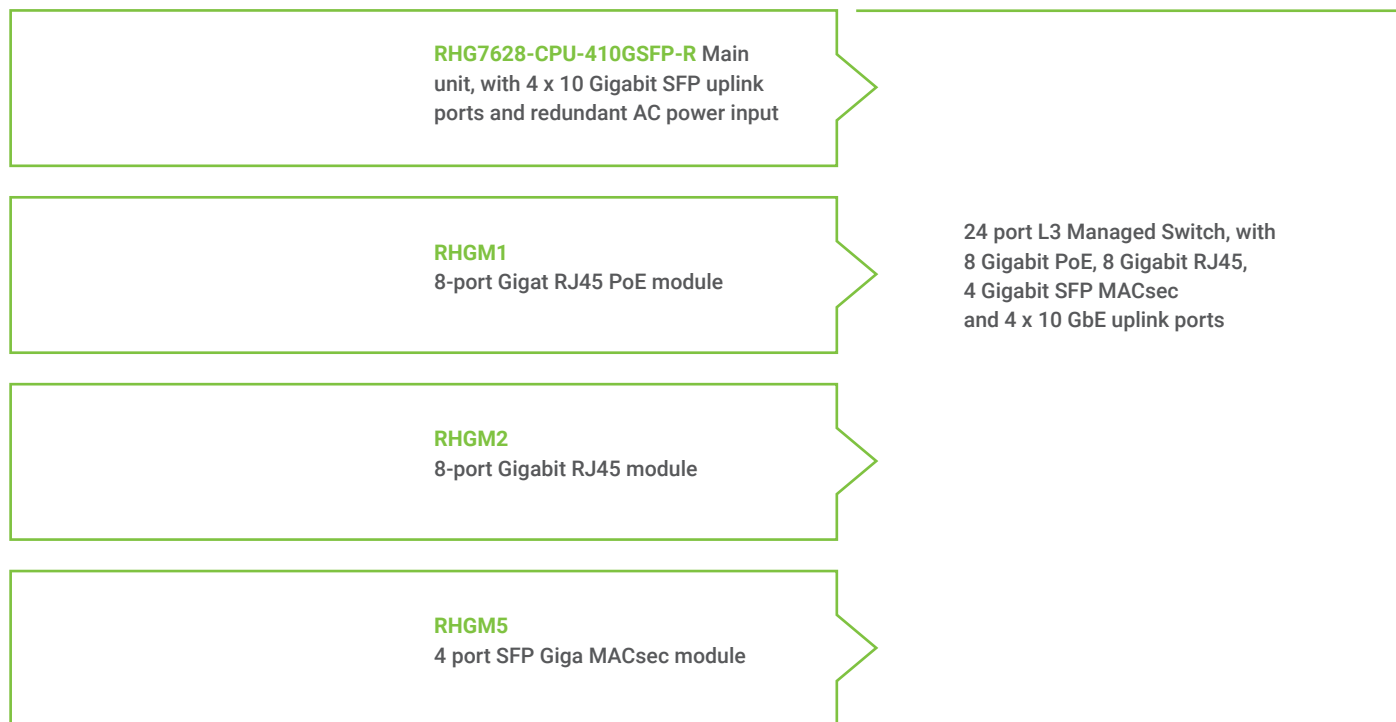 RHG7628-CPU-410GSFP-R Main
unit, with 4 x 10 Gigabit SFP uplink
ports and redundant AC power input
RHGM1
8-port Gigat RJ45 PoE module
24 port L3 Managed Switch, with
8 Gigabit PoE, 8 Gigabit RJ45,
4 Gigabit SFP MACsec
and 4 x 10 GbE uplink ports
RHGM2
8-port Gigabit RJ45 module
RHGM5
4 port SFP Giga MACsec module